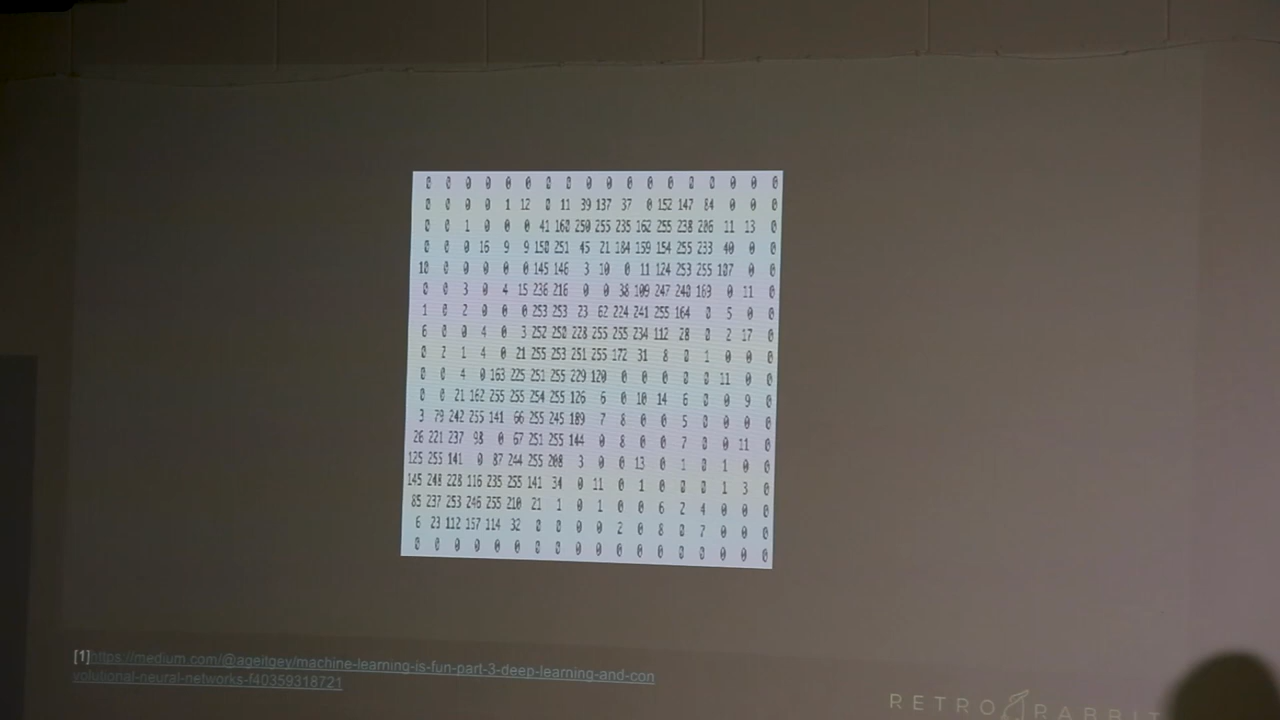 0 0 0 0 0 0 0 0 0 0 0 0 0 0 0 0 0 0
0 0 0 0 1 12 0 11 39 137 37 0 152 147 84 0 0 0
0 0 1 0 0 0 41 160 250 255 235 162 255 238 206 11 13 0
0 0 0 16 9 9 150 251 45 21 184 159 154 255 233 40 0 0
10 0 0 0 0 0 145 146 3 10 0 11 124 253 255 107 0 0
0 0 3 0 4 15 236 216 0 0 38 109 247 240 169 0 11 0
1 0 2 0 0 0 253 253 23 62 224 241 255 164 0 5 0 0
6 0 0 4 0 3 252 250 228 255 255 234 112 28 0 2 17 0
0 2 1 4 0 21 255 253 251 255 172 31 8 0 1 0 0 0
0 0 4 0 163 225 251 255 229 120 0 0 0 0 0 11 0 0
0 0 21 162 255 255 254 255 126 6 0 10 14 6 0 0 9 0
3 79 242 255 141 66 255 245 189 7 8 0 0 5 0 0 0 0
26 221 237 98 0 67 251 255 144 0 8 0 0 7 0 0 11 0
125 255 141 0 87 244 255 208 3 0 0 13 0 1 0 1 0 0
145 248 228 116 235 255 141 34 0 11 0 1 0 0 0 1 3 0
85 237 253 246 255 210 21 1 0 1 0 0 6 2 4 0 0 0
6 23 112 157 114 32 0 0 0 0 2 0 8 0 7 0 0 0
0 0 0 0 0 0 0 0 0 0 0 0 0 0 0 0 0 0
[1]https://medium.com/@ageitgey/machine-learning-is-fun-part-3-deep-learning-and-con
volutional-neural-networks-f40359318721
RETRO RABBIT